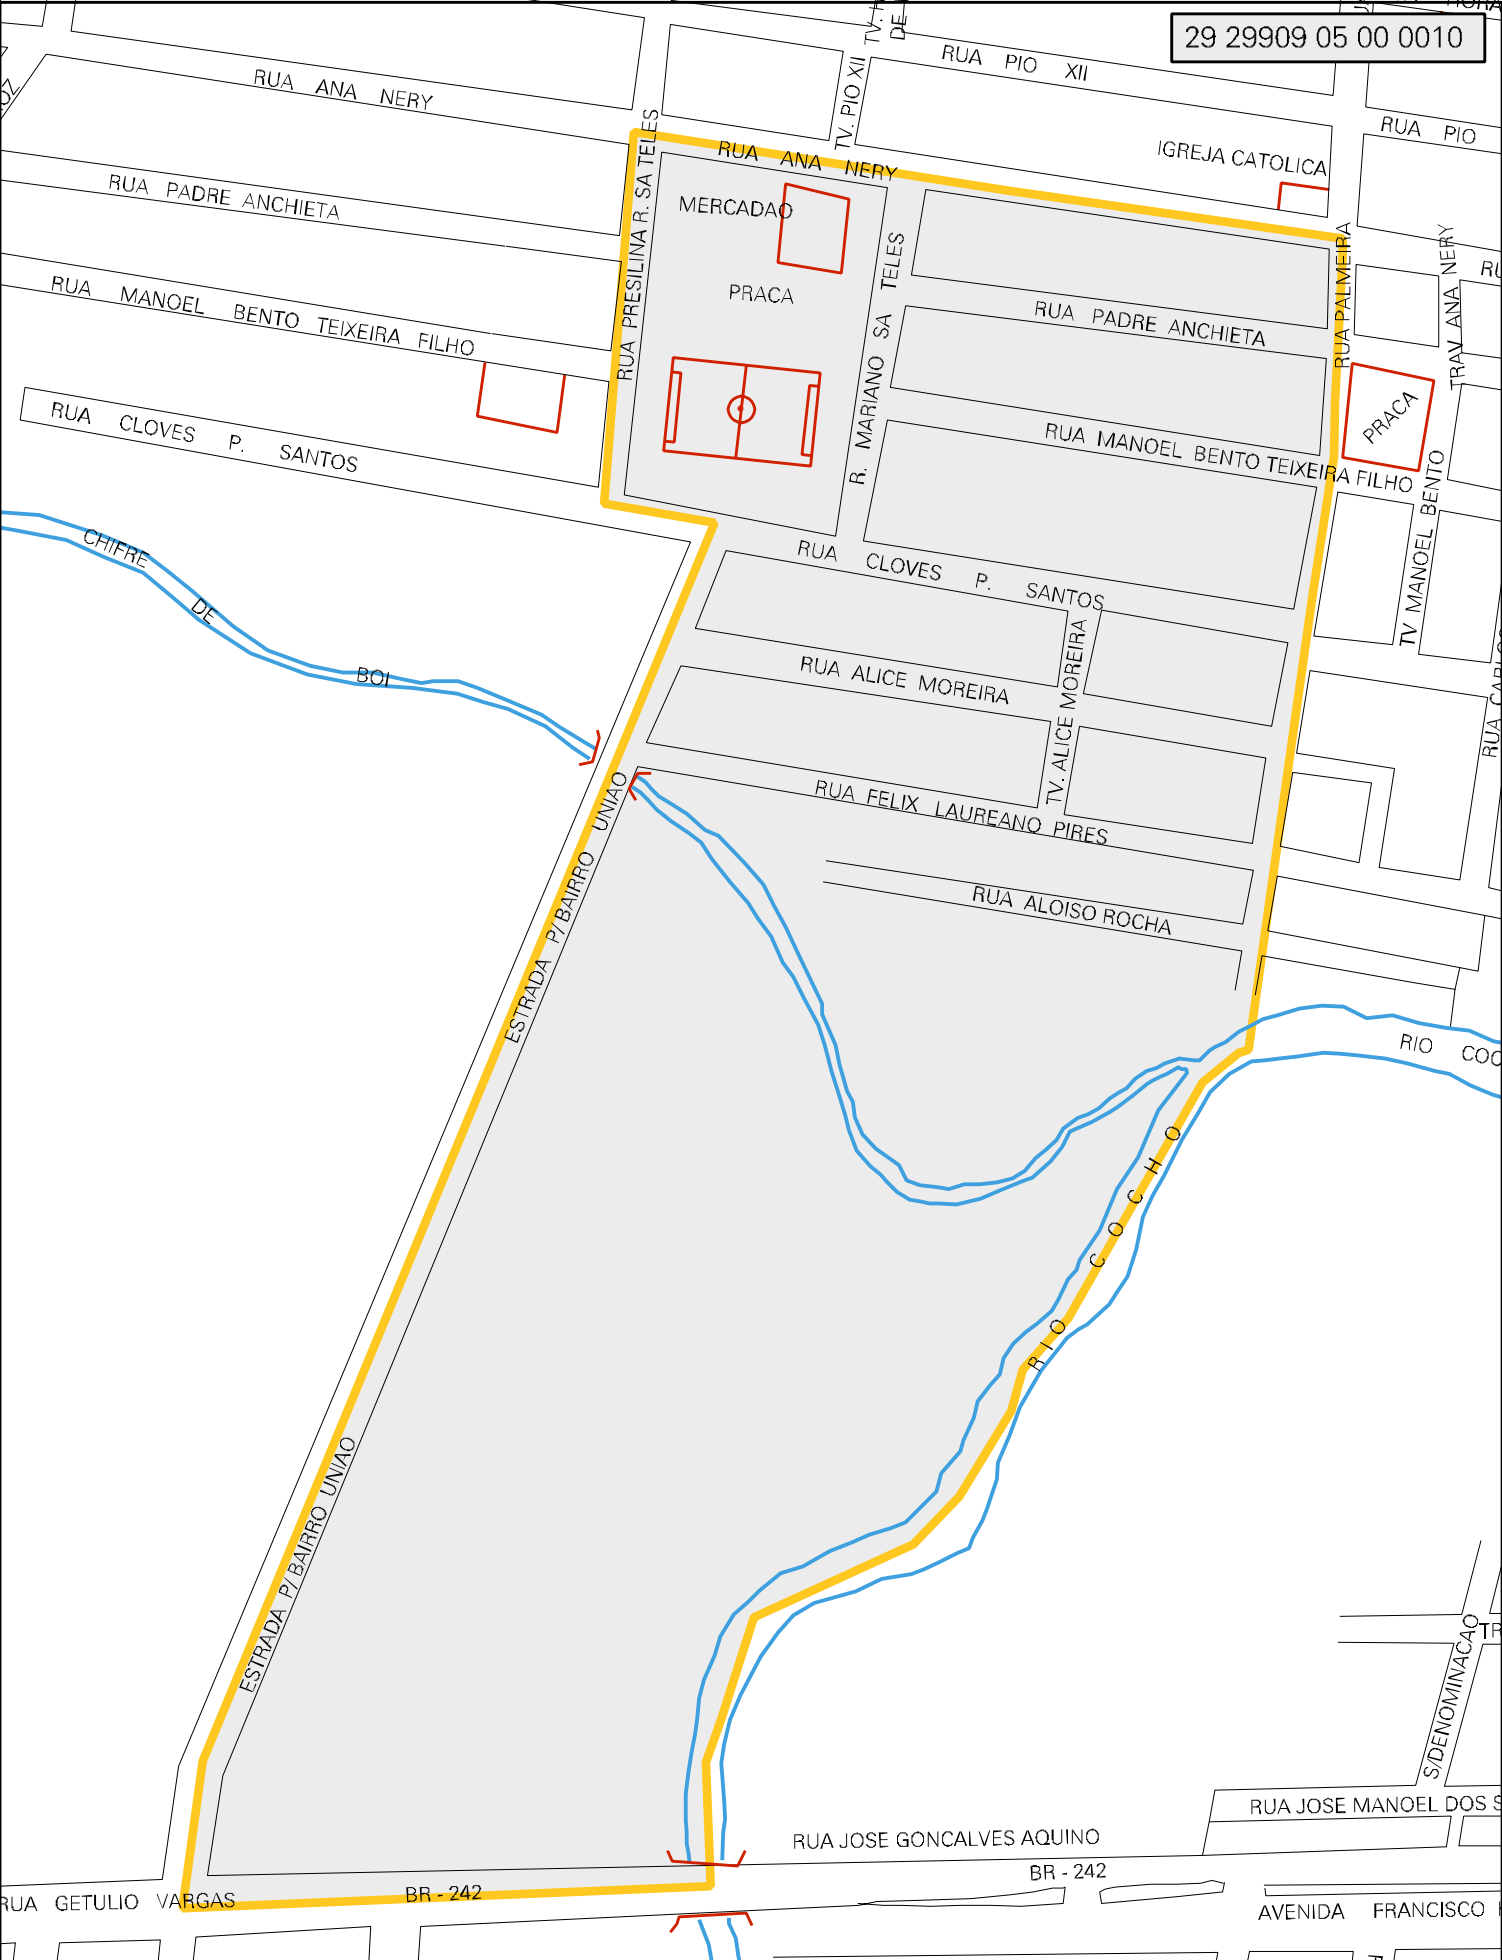 29 29909 05 00 0010
RUA PIO XII
RUA ANA NERY
TV. PIO XII
TV.
DE
RUA PIO
IGREJA CATOLICA
RUA ANA NERY
RUA PRESILINA R. SA TELES
RUA PADRE ANCHIETA
MERCADAO
PRACA
R. MARIANO SA TELES
RUA PALMEIRA
TRAV ANA NERY
RUA MANOEL BENTO TEIXEIRA FILHO
RUA PADRE ANCHIETA
PRACA
RUA CLOVES P. SANTOS
RUA MANOEL BENTO TEIXEIRA FILHO
TV MANOEL BENTO
CHIFRE DE BOI
RUA CLOVES P. SANTOS
RUA ALICE MOREIRA
TV. ALICE MOREIRA
RUA FELIX LAUREANO PIRES
RUA ALOISO ROCHA
ESTRADA P/ BAIRRO UNIAO
RIO COC
RIO COCHO
ESTRADA P/ BAIRRO UNIAO
S/DENOMINACAO
TR
RUA JOSE MANOEL DOS S
RUA JOSE GONCALVES AQUINO
BR - 242
BR - 242
RUA GETULIO VARGAS
AVENIDA FRANCISCO